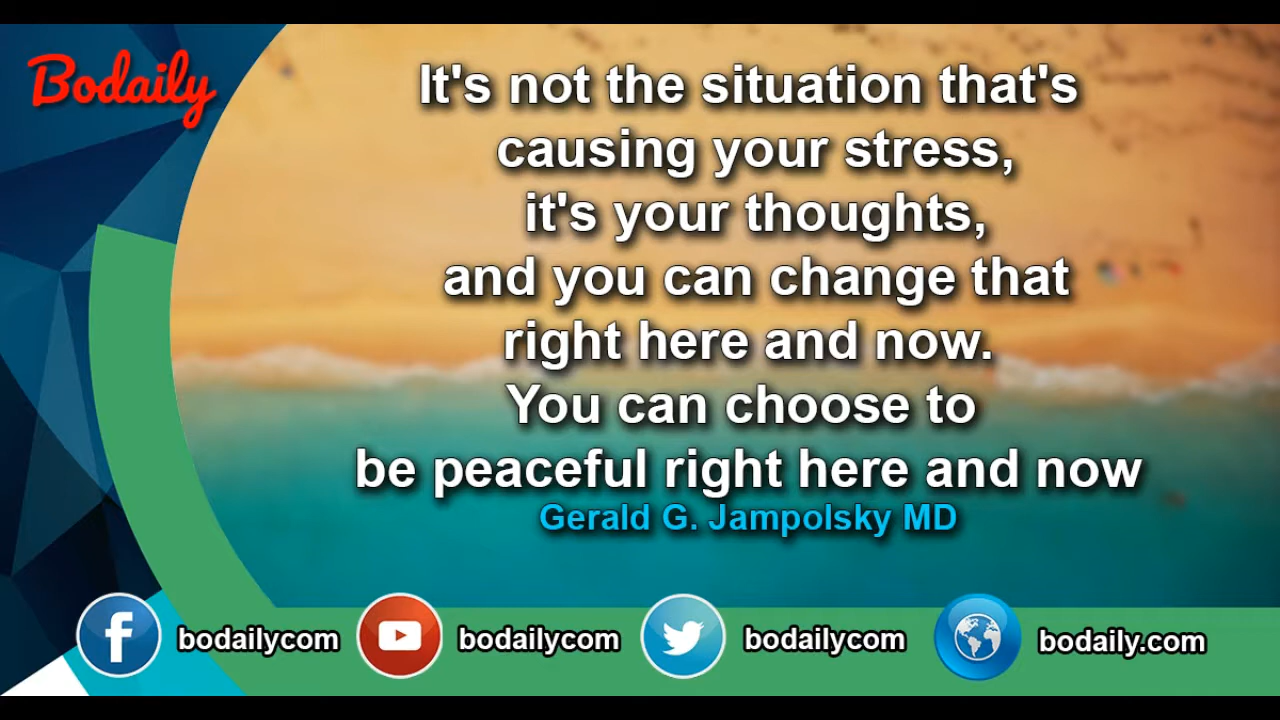 Bodaily
It's not the situation that's
causing your stress,
it's your thoughts,
and you can change that
right here and now.
You can choose to
be peaceful right here and now
Gerald G. Jampolsky MD
f bodailycom bodailycom bodailycom bodaily.com